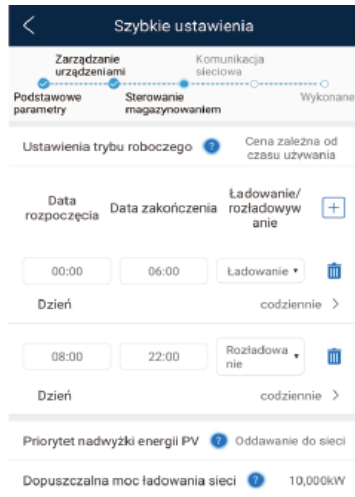 Szybkie ustawienia
Zarządzanie
urządzeniami
Komunikacja
sieciowa
Podstawowe
parametry
Sterowanie
magazynowaniem
Wykonane
Ustawienia trybu roboczego ? Cena zależna od
czasu używania
Data
rozpoczęcia
Data zakończenia
Ładowanie/
rozładowyw
anie
00:00 06:00 Ładowanie
Dzień codziennie >
08:00 22:00 Rozładowa
nie
Dzień codziennie >
Priorytet nadwyżki energii PV ? Oddawanie do sieci
Dopuszczalna moc ładowania sieci ? 10,000kW